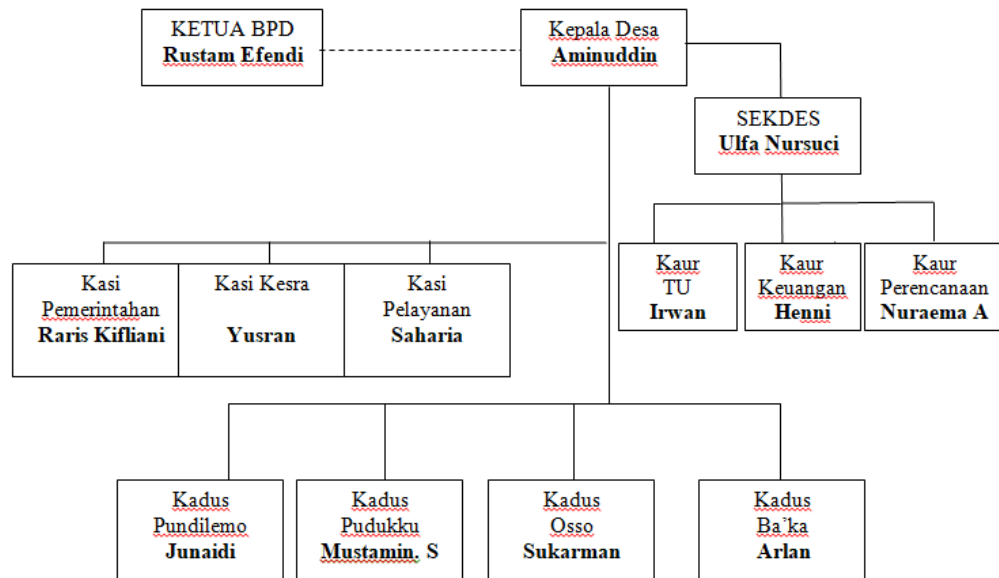 KETUA BPD
Rustam Efendi
Kepala Desa
Aminuddin
SEKDES
Ulfa Nursuci
Kasi
Pemerintahan
Raris Kifliani
Kasi Kesra
Yusran
Kasi
Pelayanan
Saharia
Kaur
TU
Irwan
Kaur
Keuangan
Henni
Kaur
Perencanaan
Nuraema A
Kadus
Pundilemo
Junaidi
Kadus
Pudukku
Mustamin. S
Kadus
Osso
Sukarman
Kadus
Ba’ka
Arlan